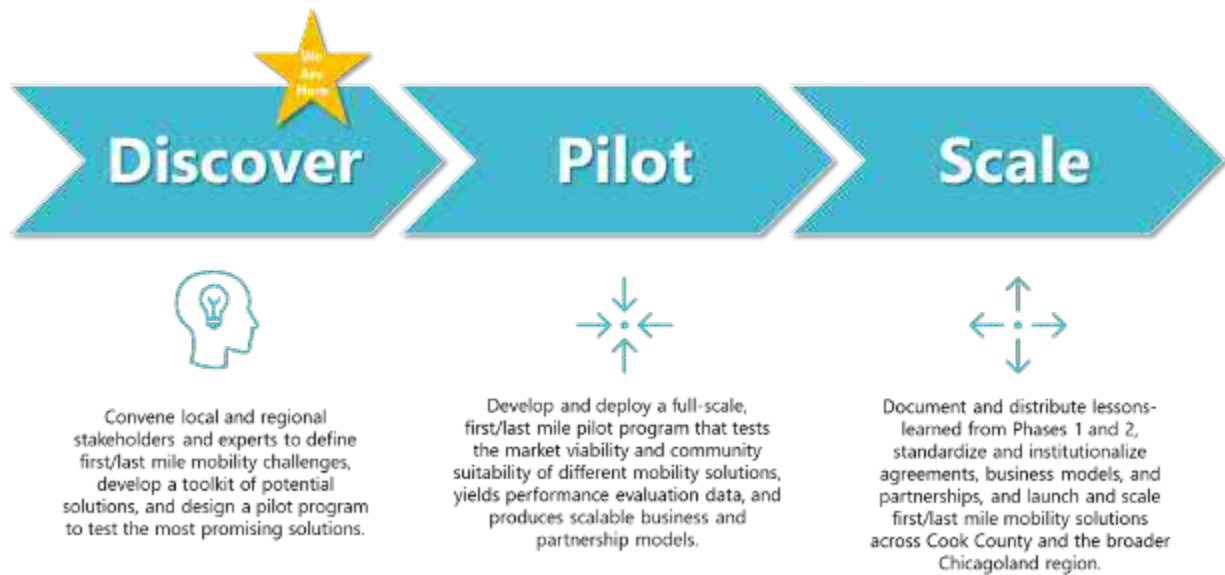 We
Are
Here
Discover
Pilot
Scale
Convene local and regional
stakeholders and experts to define
first/last mile mobility challenges,
develop a toolkit of potential
solutions, and design a pilot program
to test the most promising solutions.
Develop and deploy a full-scale,
first/last mile pilot program that tests
the market viability and community
suitability of different mobility solutions,
yields performance evaluation data, and
produces scalable business and
partnership models.
Document and distribute lessons-
learned from Phases 1 and 2,
standardize and institutionalize
agreements, business models, and
partnerships, and launch and scale
first/last mile mobility solutions
across Cook County and the broader
Chicagoland region.